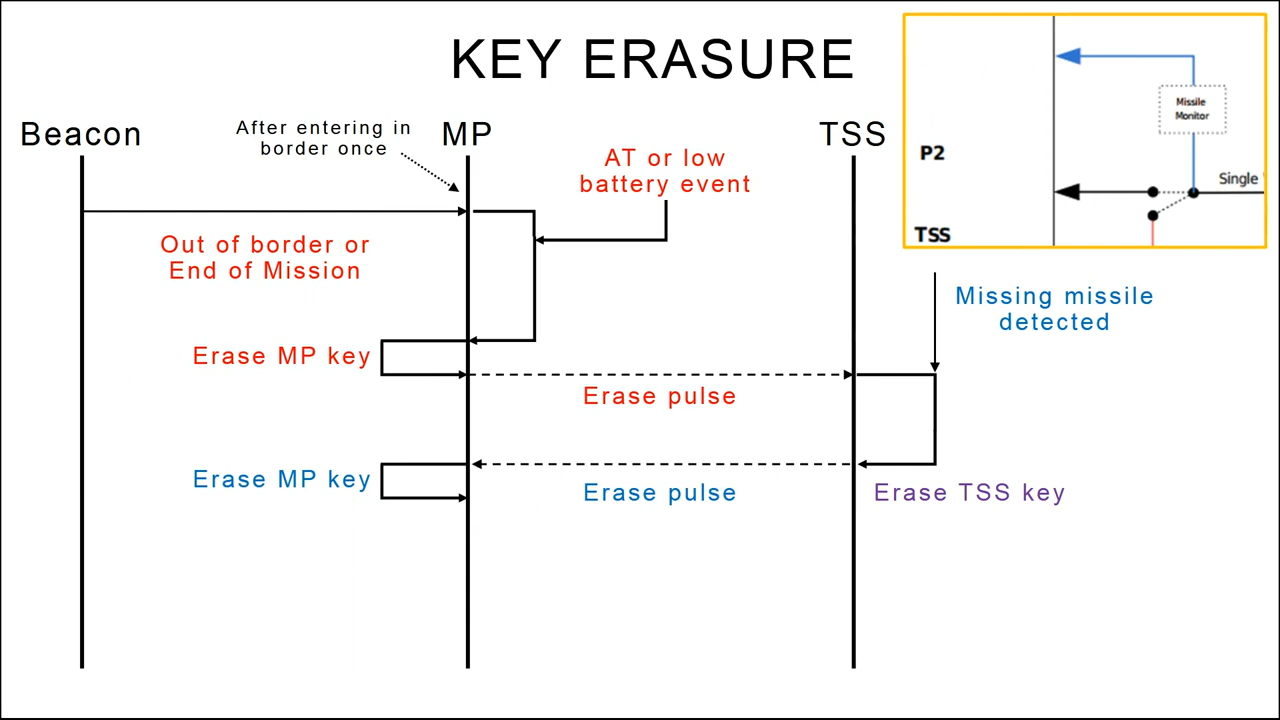 KEY ERASURE
Beacon
After entering in
border once
MP
AT or low
battery event
TSS
Missile
Monitor
P2
Single
TSS
Out of border or
End of Mission
Missing missile
detected
Erase MP key
Erase pulse
Erase MP key
Erase pulse
Erase TSS key